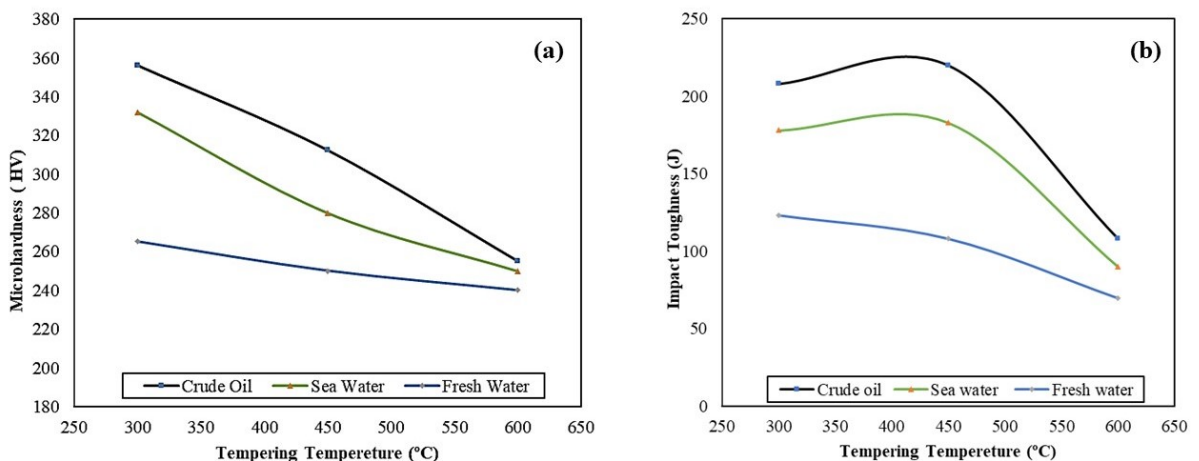 (a)
Microhardness ( HV)
380
360
340
320
300
280
260
240
220
200
180
Crude Oil Sea Water Fresh Water
250 300 350 400 450 500 550 600 650
Tempering Tempereture (ºC)
(b)
Impact Toughness (J)
250
200
150
100
50
0
Crude oil Sea water Fresh water
250 300 350 400 450 500 550 600 650
Tempering Tempereture (ºC)